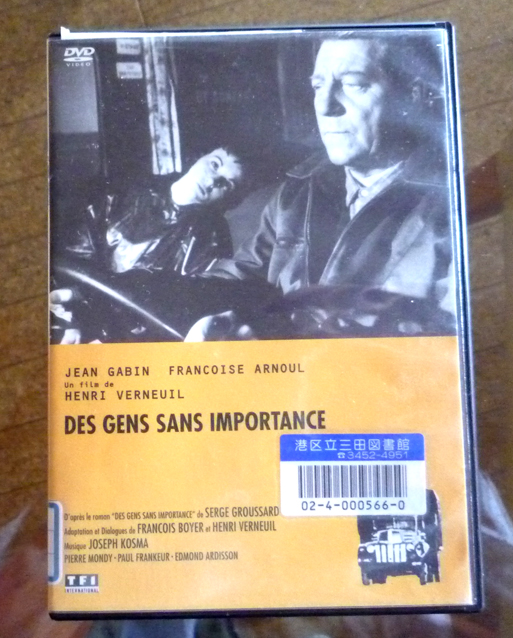 DVD
VIDEO
JEAN GABIN FRANCOISE ARNOUL
Un film de
HENRI VERNEUIL
DES GENS SANS IMPORTANCE
港区立三田図書館
☎3452-4951
02-4-000566-0
D'après le roman "DES GENS SANS IMPORTANCE" de SERGE GROUSSARD
Adaptation et Dialogues de FRANCOIS BOYER et HENRI VERNEUIL
Musique JOSEPH KOSMA
PIERRE MONDY • PAUL FRANKEUR • EDMOND ARDISSON
TF1
INTERNATIONAL